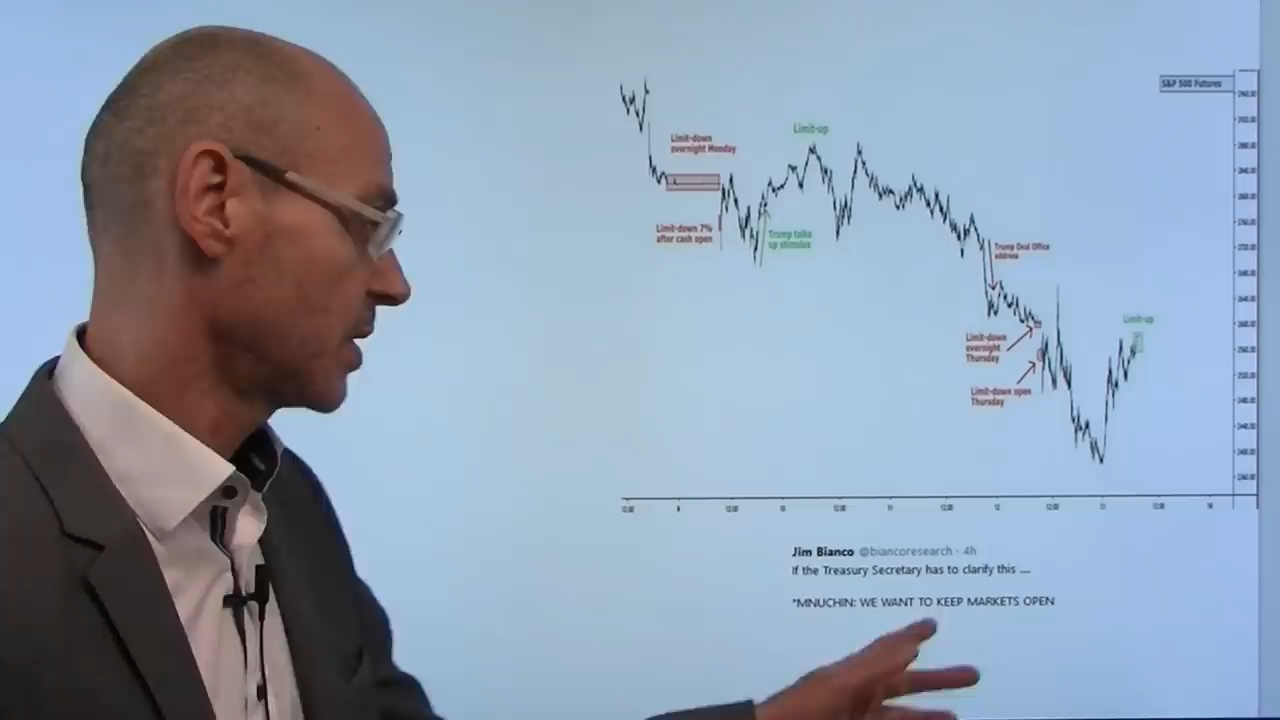 S&P 500 Futures
Limit-down
overnight Monday
Limit-up
Limit-down 7%
after cash open
Trump talks
up stimulus
Trump Oval Office
address
Limit-down
overnight
Thursday
Limit-down open
Thursday
Limit-up
Jim Bianco @biancoresearch · 4h
If the Treasury Secretary has to clarify this ....
*MNUCHIN: WE WANT TO KEEP MARKETS OPEN